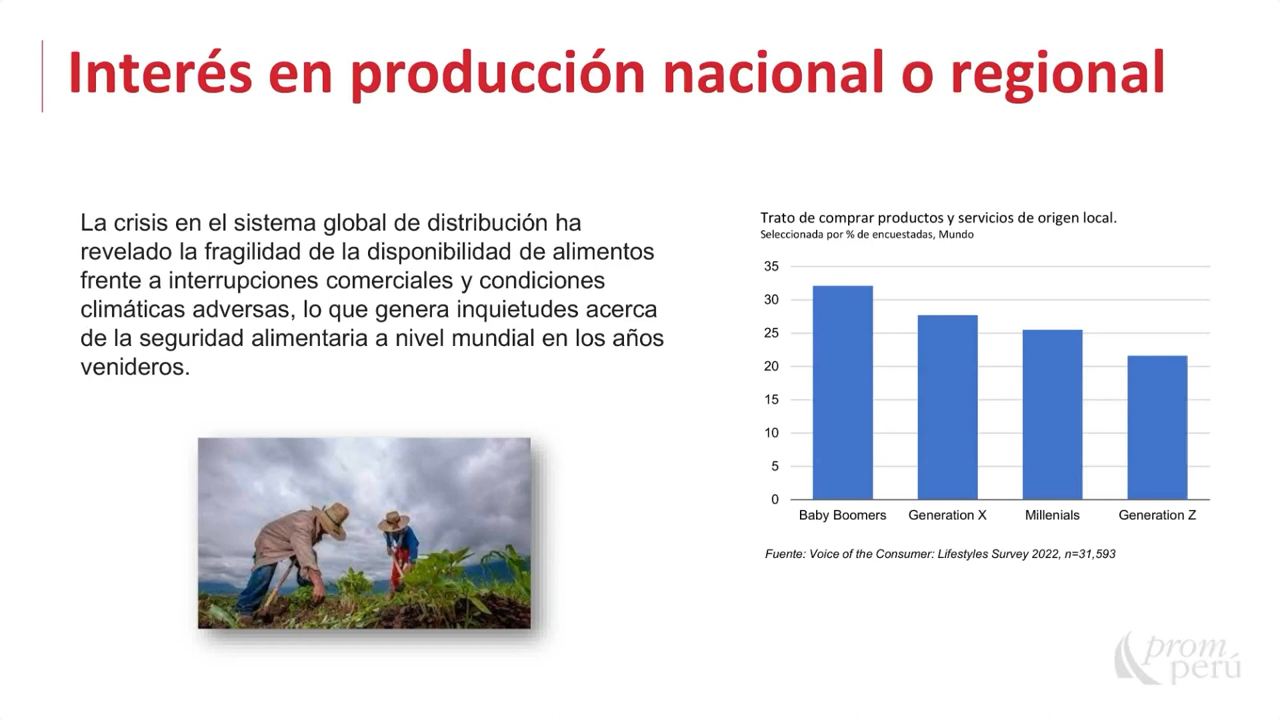 Interés en producción nacional o regional
La crisis en el sistema global de distribución ha
revelado la fragilidad de la disponibilidad de alimentos
frente a interrupciones comerciales y condiciones
climáticas adversas, lo que genera inquietudes acerca
de la seguridad alimentaria a nivel mundial en los años
venideros.
Trato de comprar productos y servicios de origen local.
Seleccionada por % de encuestadas, Mundo
35
30
25
20
15
10
5
0
Baby Boomers Generation X Millenials Generation Z
Fuente: Voice of the Consumer: Lifestyles Survey 2022, n=31,593
prom
perú